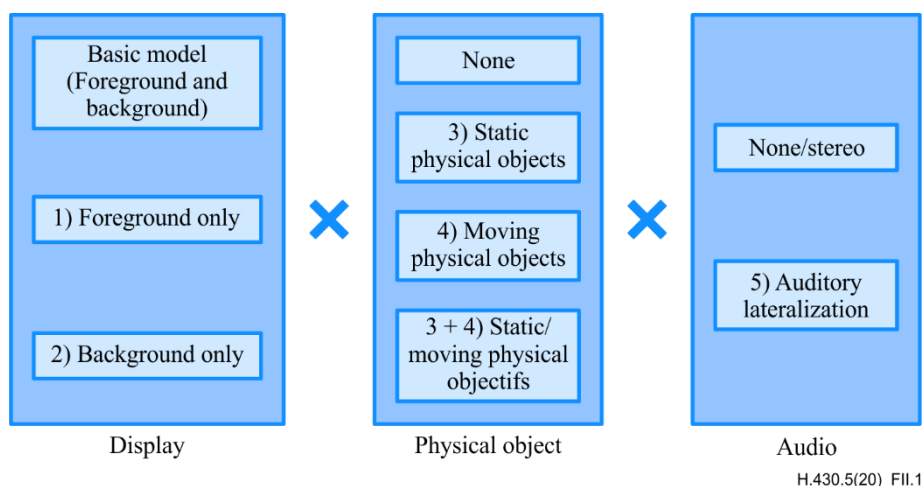 Basic model
(Foreground and
background)
1) Foreground only
2) Background only
Display
None
3) Static
physical objects
4) Moving
physical objects
3 + 4) Static/
moving physical
objectifs
Physical object
None/stereo
5) Auditory
lateralization
Audio
H.430.5(20)_FII.1